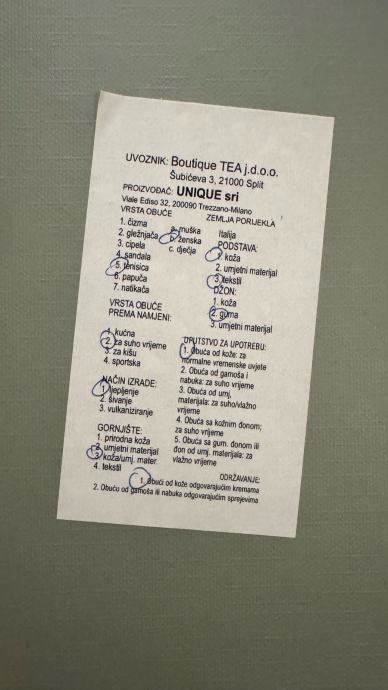 UVOZNIK: Boutique TEA j.d.o.o.
Šubićeva 3, 21000 Split
PROIZVOĐAČ: UNIQUE sri
Viale Ediso 32, 200090 Trezzano-Milano
VRSTA OBUĆE
1. čizma
2. gležnjača
3. cipela
4. sandala
5. tenisica
6. papuča
7. natikača
a. muška
b. ženska
c. dječja
ZEMLJA PORIJEKLA
Italija
PODSTAVA:
1. koža
2. umjetni materijal
3. tekstil
ĐON:
1. koža
2. guma
3. umjetni materijal
VRSTA OBUĆE
PREMA NAMJENI:
1. kućna
2. za suho vrijeme
3. za kišu
4. sportska
NAČIN IZRADE:
1. ljepljenje
2. šivanje
3. vulkaniziranje
GORNJIŠTE:
1. prirodna koža
2. umjetni materijal
3. koža/umj. mater.
4. tekstil
UPUTSTVO ZA UPOTREBU:
1. Obuća od kože: za
normalne vremenske uvjete
2. Obuća od gamoša i
nabuka: za suho vrijeme
3. Obuća od umj.
materijala: za suho/vlažno
vrijeme
4. Obuća sa kožnim donom;
za suho vrijeme
5. Obuća sa gum. donom ili
đon od umj. materijala: za
vlažno vrijeme
ODRŽAVANJE:
1. Obući od kože odgovarajućim kremama
2. Obuću od gamoša ili nabuka odgovarajućim sprejevima